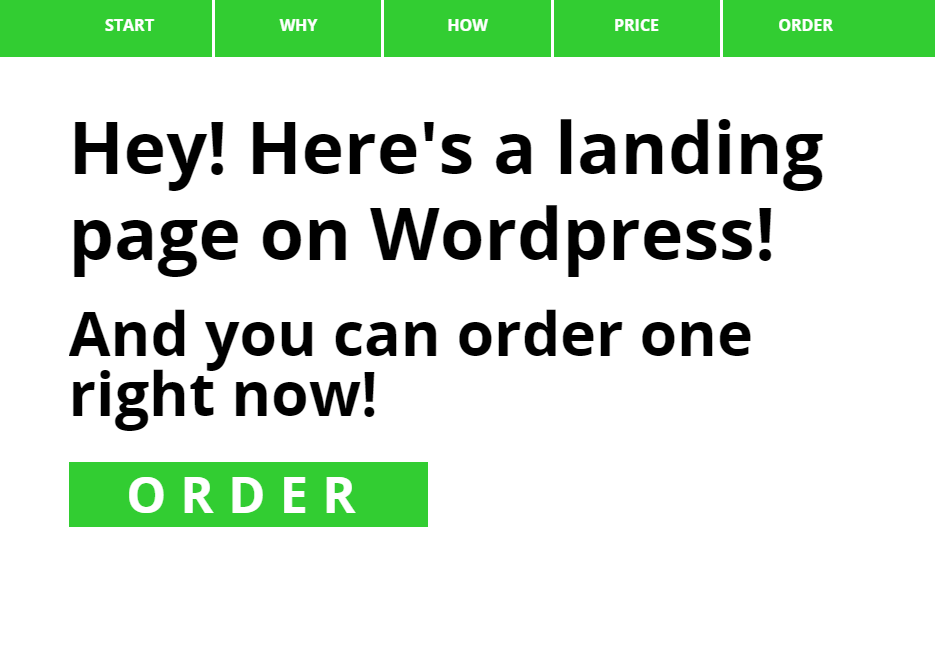 START WHY HOW PRICE ORDER
Hey! Here's a landing
page on Wordpress!
And you can order one
right now!
ORDER